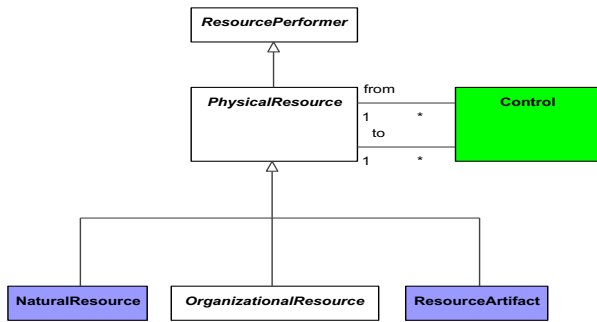 ResourcePerformer
from
PhysicalResource
Control
1 *
to
1 *
NaturalResource
OrganizationalResource
ResourceArtifact